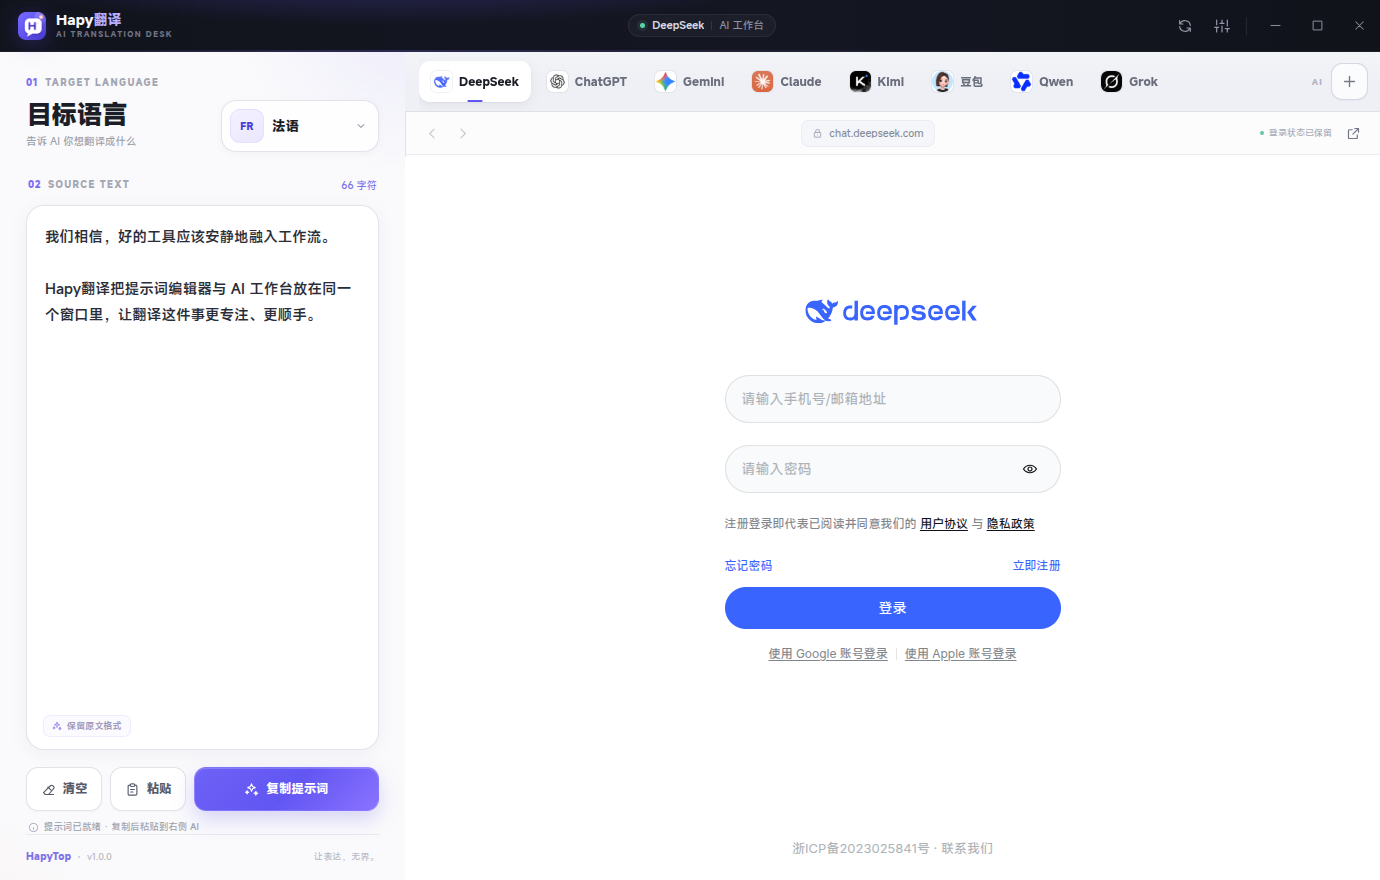 Hapy翻译
AI TRANSLATION DESK
DeepSeek | AI 工作台
01 TARGET LANGUAGE
目标语言
告诉 AI 你想翻译成什么
FR 法语
02 SOURCE TEXT
66 字符
我们相信，好的工具应该安静地融入工作流。
Hapy翻译把提示词编辑器与 AI 工作台放在同一
个窗口里，让翻译这件事更专注、更顺手。
保留原文格式
清空
粘贴
复制提示词
提示词已就绪 · 复制后粘贴到右侧 AI
HapyTop · v1.0.0
让表达，无界。
DeepSeek
ChatGPT
Gemini
Claude
Kimi
豆包
Qwen
Grok
AI
chat.deepseek.com
登录状态已保留
deepseek
请输入手机号/邮箱地址
请输入密码
注册登录即代表已阅读并同意我们的 用户协议 与 隐私政策
忘记密码
立即注册
登录
使用 Google 账号登录 | 使用 Apple 账号登录
浙ICP备2023025841号 · 联系我们